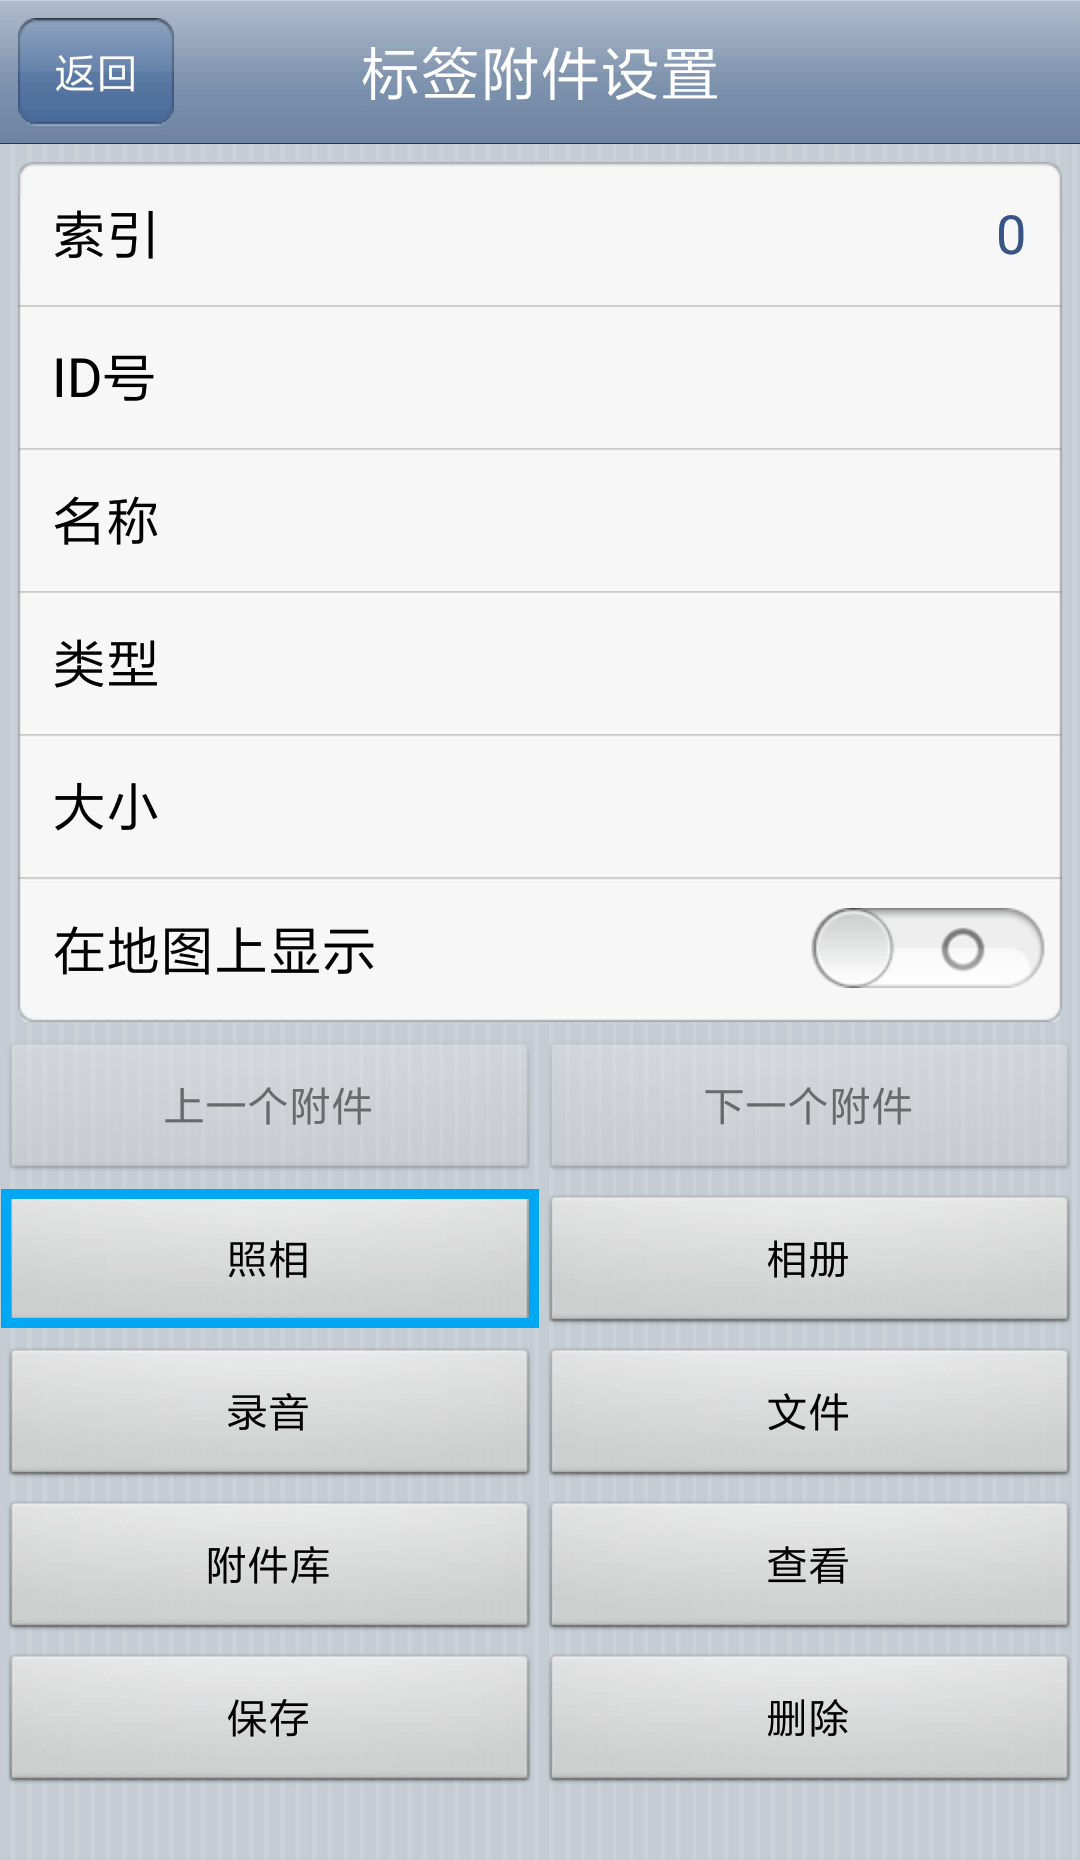 返回
标签附件设置
索引 0
ID号
名称
类型
大小
在地图上显示
上一个附件 下一个附件
照相 相册
录音 文件
附件库 查看
保存 删除